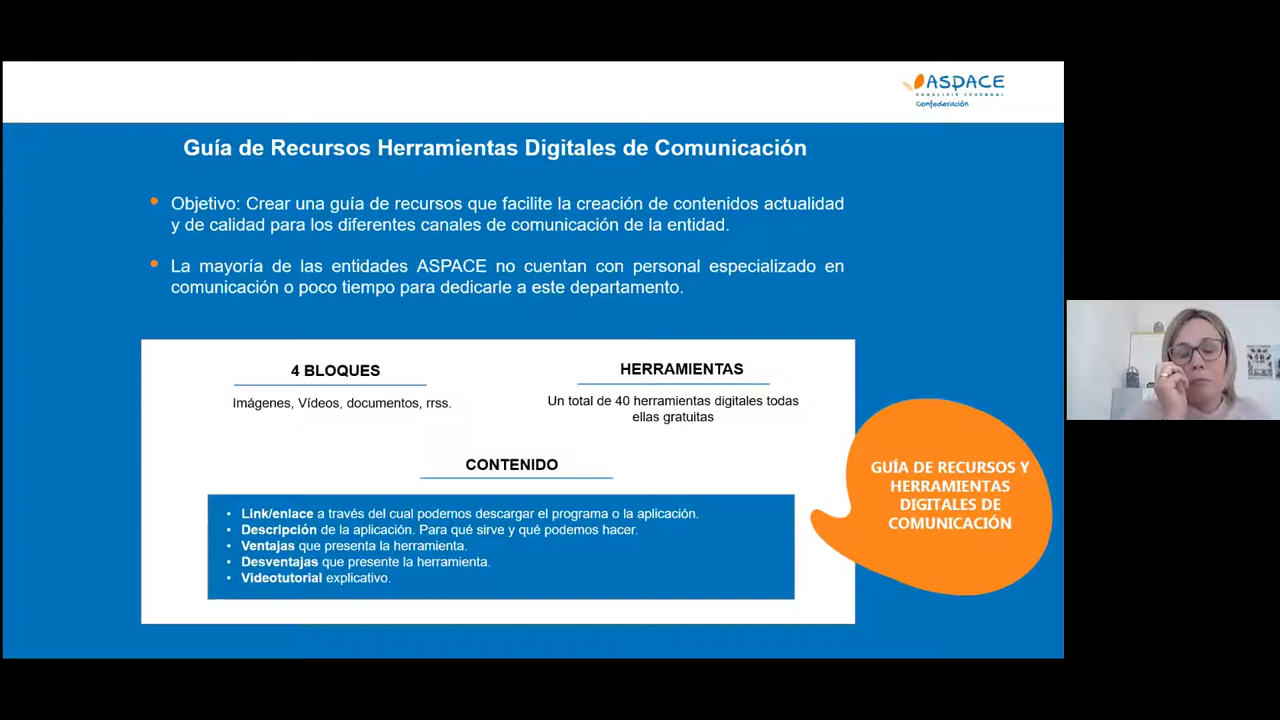 ASPACE
PARÁLISIS CEREBRAL
Confederación
Guía de Recursos Herramientas Digitales de Comunicación
• Objetivo: Crear una guía de recursos que facilite la creación de contenidos actualidad
y de calidad para los diferentes canales de comunicación de la entidad.
• La mayoría de las entidades ASPACE no cuentan con personal especializado en
comunicación o poco tiempo para dedicarle a este departamento.
4 BLOQUES
Imágenes, Vídeos, documentos, rrss.
HERRAMIENTAS
Un total de 40 herramientas digitales todas
ellas gratuitas
CONTENIDO
• Link/enlace a través del cual podemos descargar el programa o la aplicación.
• Descripción de la aplicación. Para qué sirve y qué podemos hacer.
• Ventajas que presenta la herramienta.
• Desventajas que presente la herramienta.
• Videotutorial explicativo.
GUÍA DE RECURSOS Y
HERRAMIENTAS
DIGITALES DE
COMUNICACIÓN